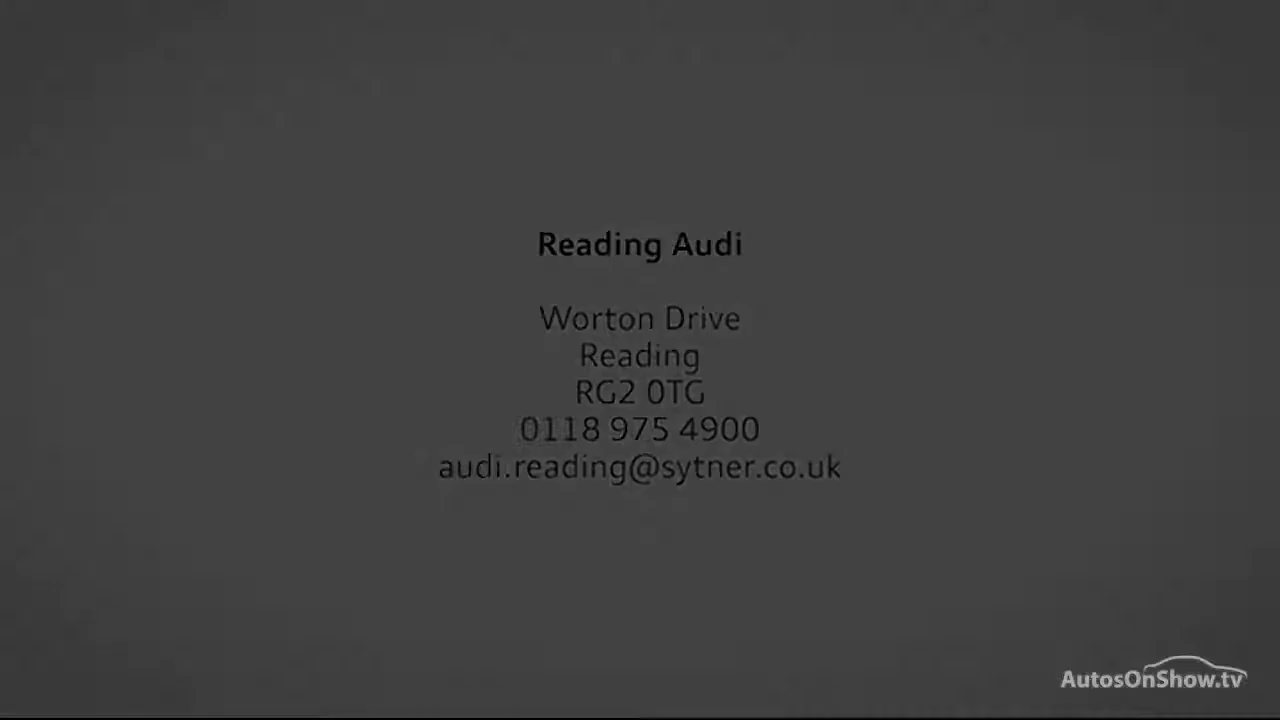 Reading Audi
Worton Drive
Reading
RG2 0TG
0118 975 4900
audi.reading@sytner.co.uk
AutosOnShow.tv